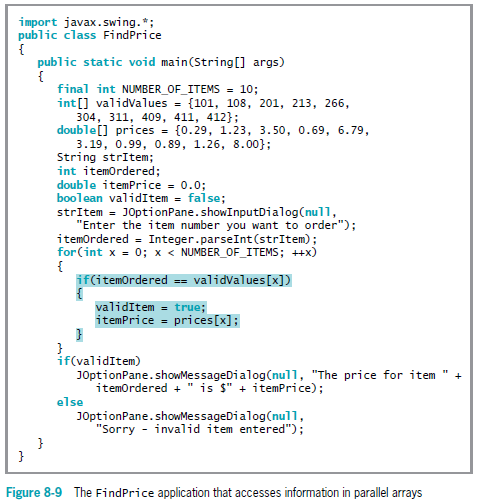 import javax.swing.*;
public class FindPrice
{
public static void main(String[] args)
{
final int NUMBER_OF_ITEMS = 10;
int[] validValues = {101, 108, 201, 213, 266,
304, 311, 409, 411, 412};
double[] prices = {0.29, 1.23, 3.50, 0.69, 6.79,
3.19, 0.99, 0.89, 1.26, 8.00};
String strItem;
int itemOrdered;
double itemPrice = 0.0;
boolean validItem = false;
strItem = JOptionPane.showInputDialog(null,
"Enter the item number you want to order");
itemOrdered = Integer.parseInt(strItem);
for(int x = 0; x < NUMBER_OF_ITEMS; ++x)
{
if(itemOrdered == validValues[x])
{
validItem = true;
itemPrice = prices[x];
}
}
if(validItem)
JOptionPane.showMessageDialog(null, "The price for item " +
itemOrdered + " is $" + itemPrice);
else
JOptionPane.showMessageDialog(null,
"Sorry - invalid item entered");
}
}
Figure 8-9 The FindPrice application that accesses information in parallel arrays